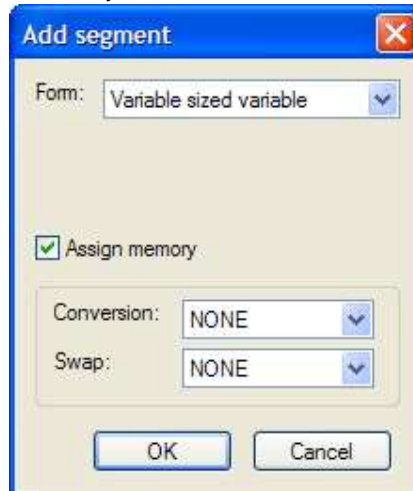 Add segment
Form: Variable sized variable
Assign memory
Conversion: NONE
Swap: NONE
OK Cancel